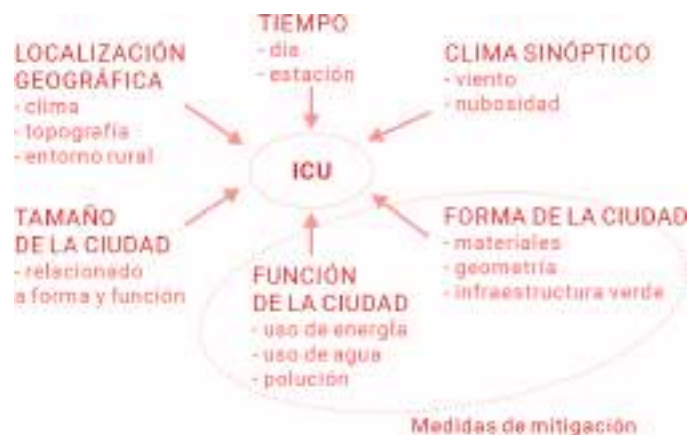 TIEMPO
- día
- estación
LOCALIZACIÓN
GEOGRÁFICA
- clima
- topografía
- entorno rural
CLIMA SINÓPTICO
- viento
- nubosidad
ICU
TAMAÑO
DE LA CIUDAD
- relacionado
a forma y función
FUNCIÓN
DE LA CIUDAD
- uso de energía
- uso de agua
- polución
FORMA DE LA CIUDAD
- materiales
- geometría
- infraestructura verde
Medidas de mitigación